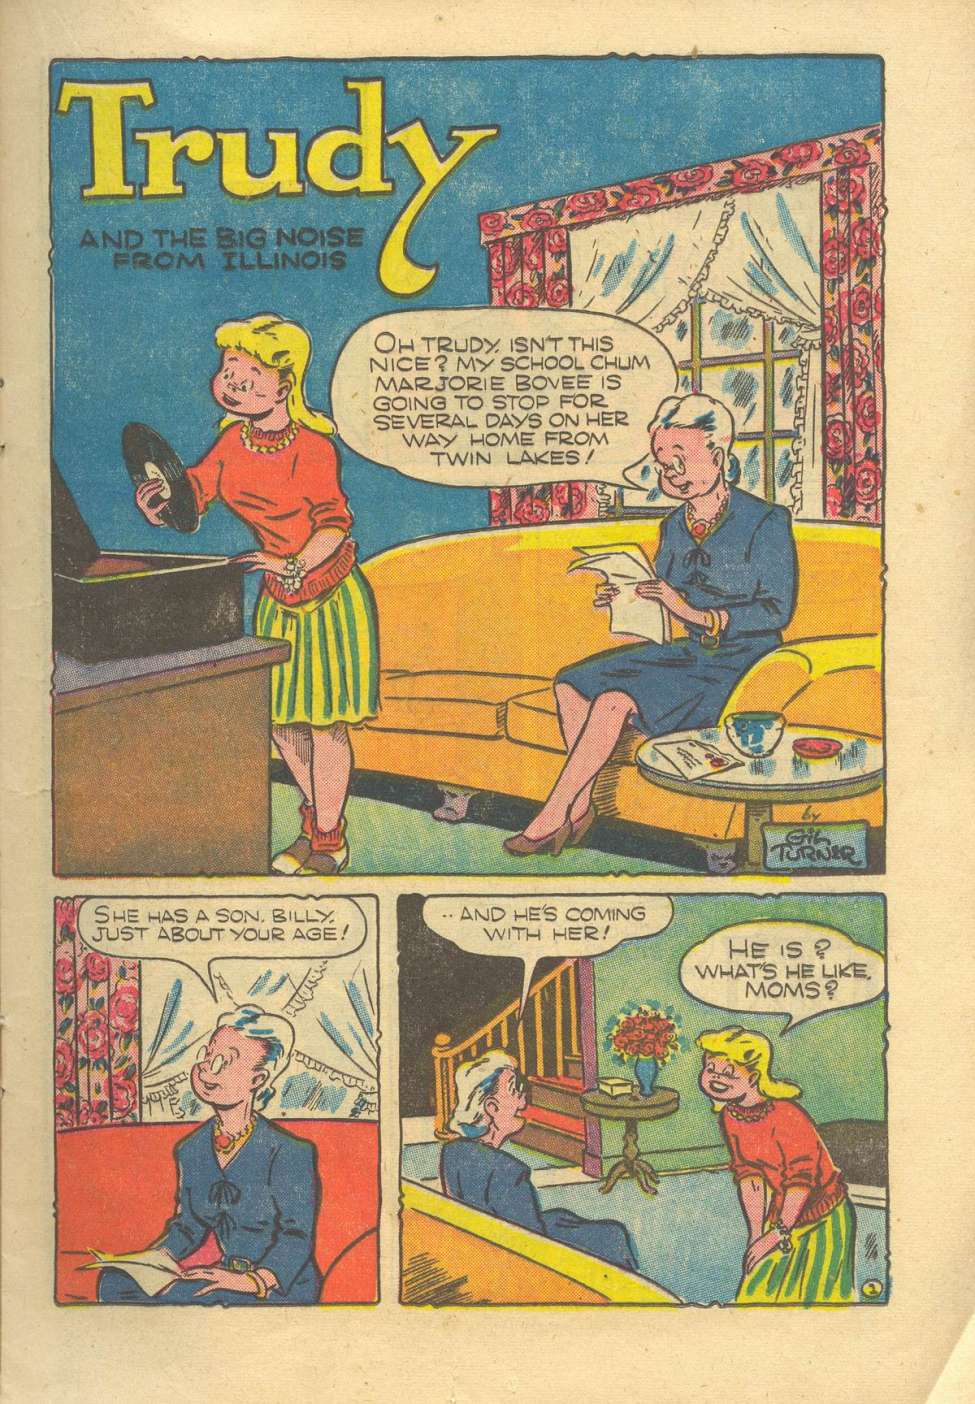 Trudy
AND THE BIG NOISE
FROM ILLINOIS
OH TRUDY, ISN'T THIS
NICE? MY SCHOOL CHUM
MARJORIE BOVEE IS
GOING TO STOP FOR
SEVERAL DAYS ON HER
WAY HOME FROM
TWIN LAKES!
by
GIL
TURNER
SHE HAS A SON, BILLY,
JUST ABOUT YOUR AGE!
..AND HE'S COMING
WITH HER!
HE IS?
WHAT'S HE LIKE,
MOMS?